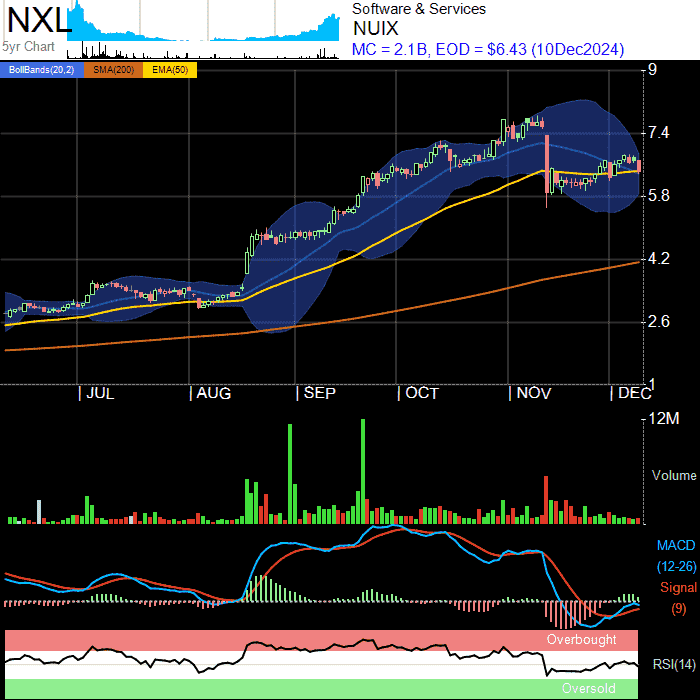 NXL
5yr Chart
Software & Services
NUIX
MC = 2.1B, EOD = $6.43 (10Dec2024)
BollBands(20,2) SMA(200) EMA(50)
9
7.4
5.8
4.2
2.6
1
| JUL | AUG | SEP | OCT | NOV | DEC
12M
Volume
MACD
(12-26)
Signal
(9)
Overbought
RSI(14)
Oversold